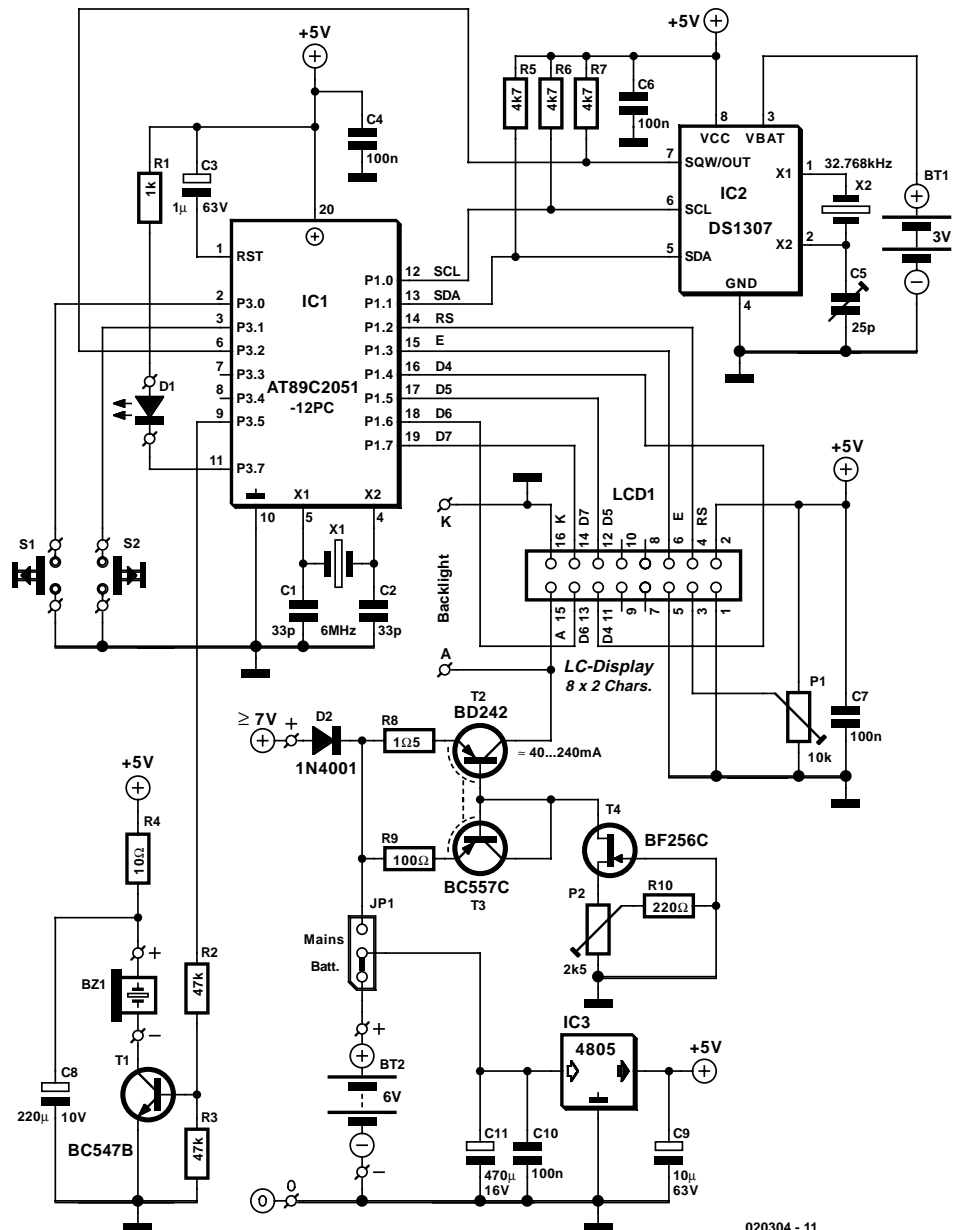 +5V
+5V
R5
R6
R7
4k7
4k7
4k7
C6
100n
8
3
VCC
VBAT
C4
100n
R1
1k
C3
1µ
63V
7
SQW/OUT
1
X1
32.768kHz
X2
BT1
IC2
DS1307
6
SCL
2
X2
3V
5
SDA
C5
25p
GND
4
20
1
RST
IC1
AT89C2051
-12PC
2
P3.0
3
P3.1
6
P3.2
7
P3.3
8
P3.4
9
P3.5
11
P3.7
P1.0
12
SCL
P1.1
13
SDA
P1.2
14
RS
P1.3
15
E
P1.4
16
D4
P1.5
17
D5
P1.6
18
D6
P1.7
19
D7
D1
X1
X2
10
5
4
S1
S2
X1
C1
C2
33p
6MHz
33p
+5V
LCD1
K
Backlight
A
16 K
14 D7
12 D5
10
8
6 E
4 RS
2
A 15
D6 13
D4 11
9
7
5
3
1
LC-Display
8 x 2 Chars.
P1
10k
C7
100n
≥ 7V
+
D2
1N4001
R8
1Ω5
T2
BD242
≈ 40...240mA
R9
100Ω
BC557C
T3
T4
BF256C
P2
2k5
R10
220Ω
JP1
Mains
Batt.
+5V
R4
10Ω
+
BZ1
–
R2
47k
T1
C8
220µ
10V
BC547B
R3
47k
+
BT2
6V
–
IC3
4805
+5V
C11
470µ
16V
C10
100n
C9
10µ
63V
0
0
020304 - 11